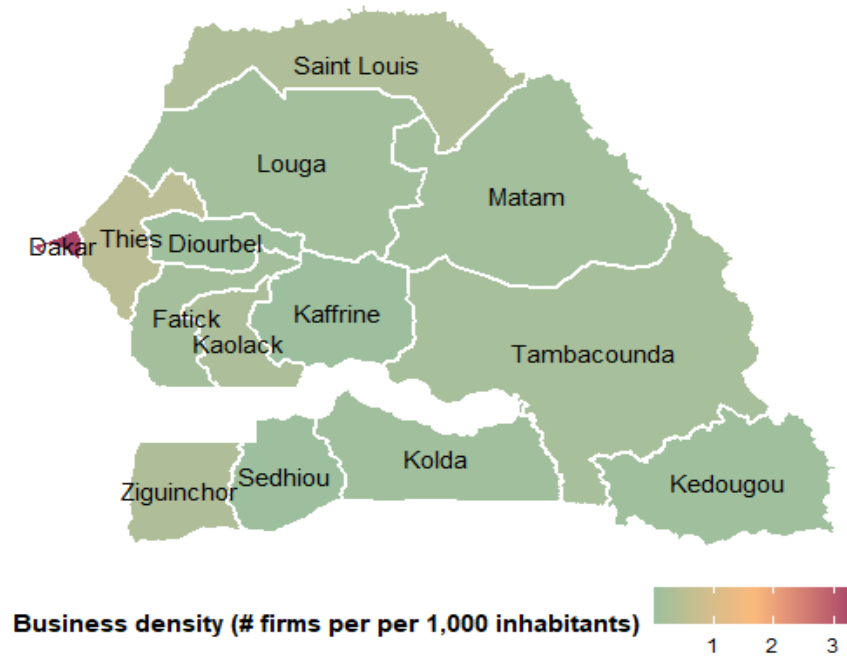 Saint Louis
Louga
Matam
Dakar
Thies
Diourbel
Fatick
Kaffrine
Kaolack
Tambacounda
Kolda
Sedhiou
Ziguinchor
Kedougou
Business density (# firms per per 1,000 inhabitants)
1 2 3